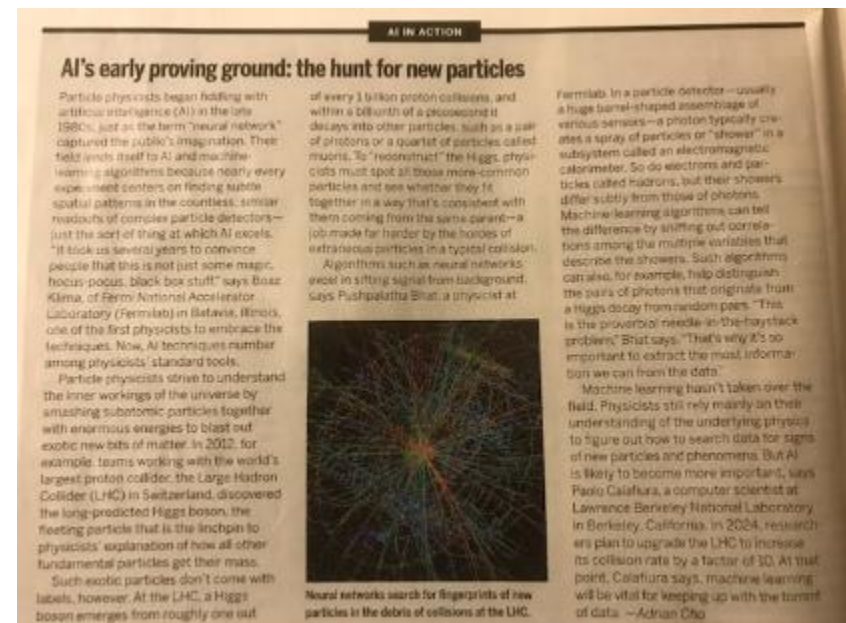 AI IN ACTION
AI's early proving ground: the hunt for new particles
Particle physicists began fiddling with
artificial intelligence (AI) in the late
1980s, just as the term "neural network"
captured the public's imagination. Their
field lends itself to AI and machine-
learning algorithms because nearly every
experiment centers on finding subtle
spatial patterns in the countless, similar
readouts of complex particle detectors—
just the sort of thing at which AI excels.
"It took us several years to convince
people that this is not just some magic,
hocus-pocus, black box stuff," says Boaz
Klima, of Fermi National Accelerator
Laboratory (Fermilab) in Batavia, Illinois,
one of the first physicists to embrace the
techniques. Now, AI techniques number
among physicists' standard tools.
Particle physicists strive to understand
the inner workings of the universe by
smashing subatomic particles together
with enormous energies to blast out
exotic new bits of matter. In 2012, for
example, teams working with the world's
largest proton collider, the Large Hadron
Collider (LHC) in Switzerland, discovered
the long-predicted Higgs boson, the
fleeting particle that is the linchpin to
physicists' explanation of how all other
fundamental particles get their mass.
Such exotic particles don't come with
labels, however. At the LHC, a Higgs
boson emerges from roughly one out
of every 1 billion proton collisions, and
within a billionth of a picosecond it
decays into other particles, such as a pair
of photons or a quartet of particles called
muons. To "reconstruct" the Higgs, physi-
cists must spot all those more-common
particles and see whether they fit
together in a way that's consistent with
them coming from the same parent—a
job made far harder by the hordes of
extraneous particles in a typical collision.
Algorithms such as neural networks
excel in sifting signal from background,
says Pushpalatha Bhat, a physicist at
Neural networks search for fingerprints of new
particles in the debris of collisions at the LHC.
Fermilab. In a particle detector—usually
a huge barrel-shaped assemblage of
various sensors—a photon typically cre-
ates a spray of particles or "shower" in a
subsystem called an electromagnetic
calorimeter. So do electrons and par-
ticles called hadrons, but their showers
differ subtly from those of photons.
Machine-learning algorithms can tell
the difference by sniffing out correla-
tions among the multiple variables that
describe the showers. Such algorithms
can also, for example, help distinguish
the pairs of photons that originate from
a Higgs decay from random pairs. "This
is the proverbial needle-in-the-haystack
problem," Bhat says. "That's why it's so
important to extract the most informa-
tion we can from the data."
Machine learning hasn't taken over the
field. Physicists still rely mainly on their
understanding of the underlying physics
to figure out how to search data for signs
of new particles and phenomena. But AI
is likely to become more important, says
Paolo Calafiura, a computer scientist at
Lawrence Berkeley National Laboratory
in Berkeley, California. In 2024, research-
ers plan to upgrade the LHC to increase
its collision rate by a factor of 10. At that
point, Calafiura says, machine learning
will be vital for keeping up with the torrent
of data. —Adrian Cho